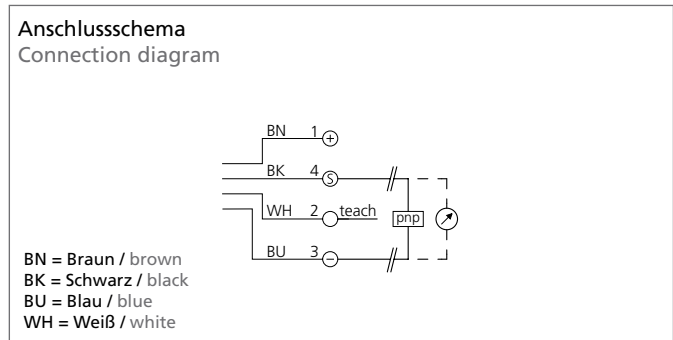 Anschlussschema
Connection diagram
BN 1 +
BK 4 S
WH 2 teach
pnp
BU 3 −
BN = Braun / brown
BK = Schwarz / black
BU = Blau / blue
WH = Weiß / white